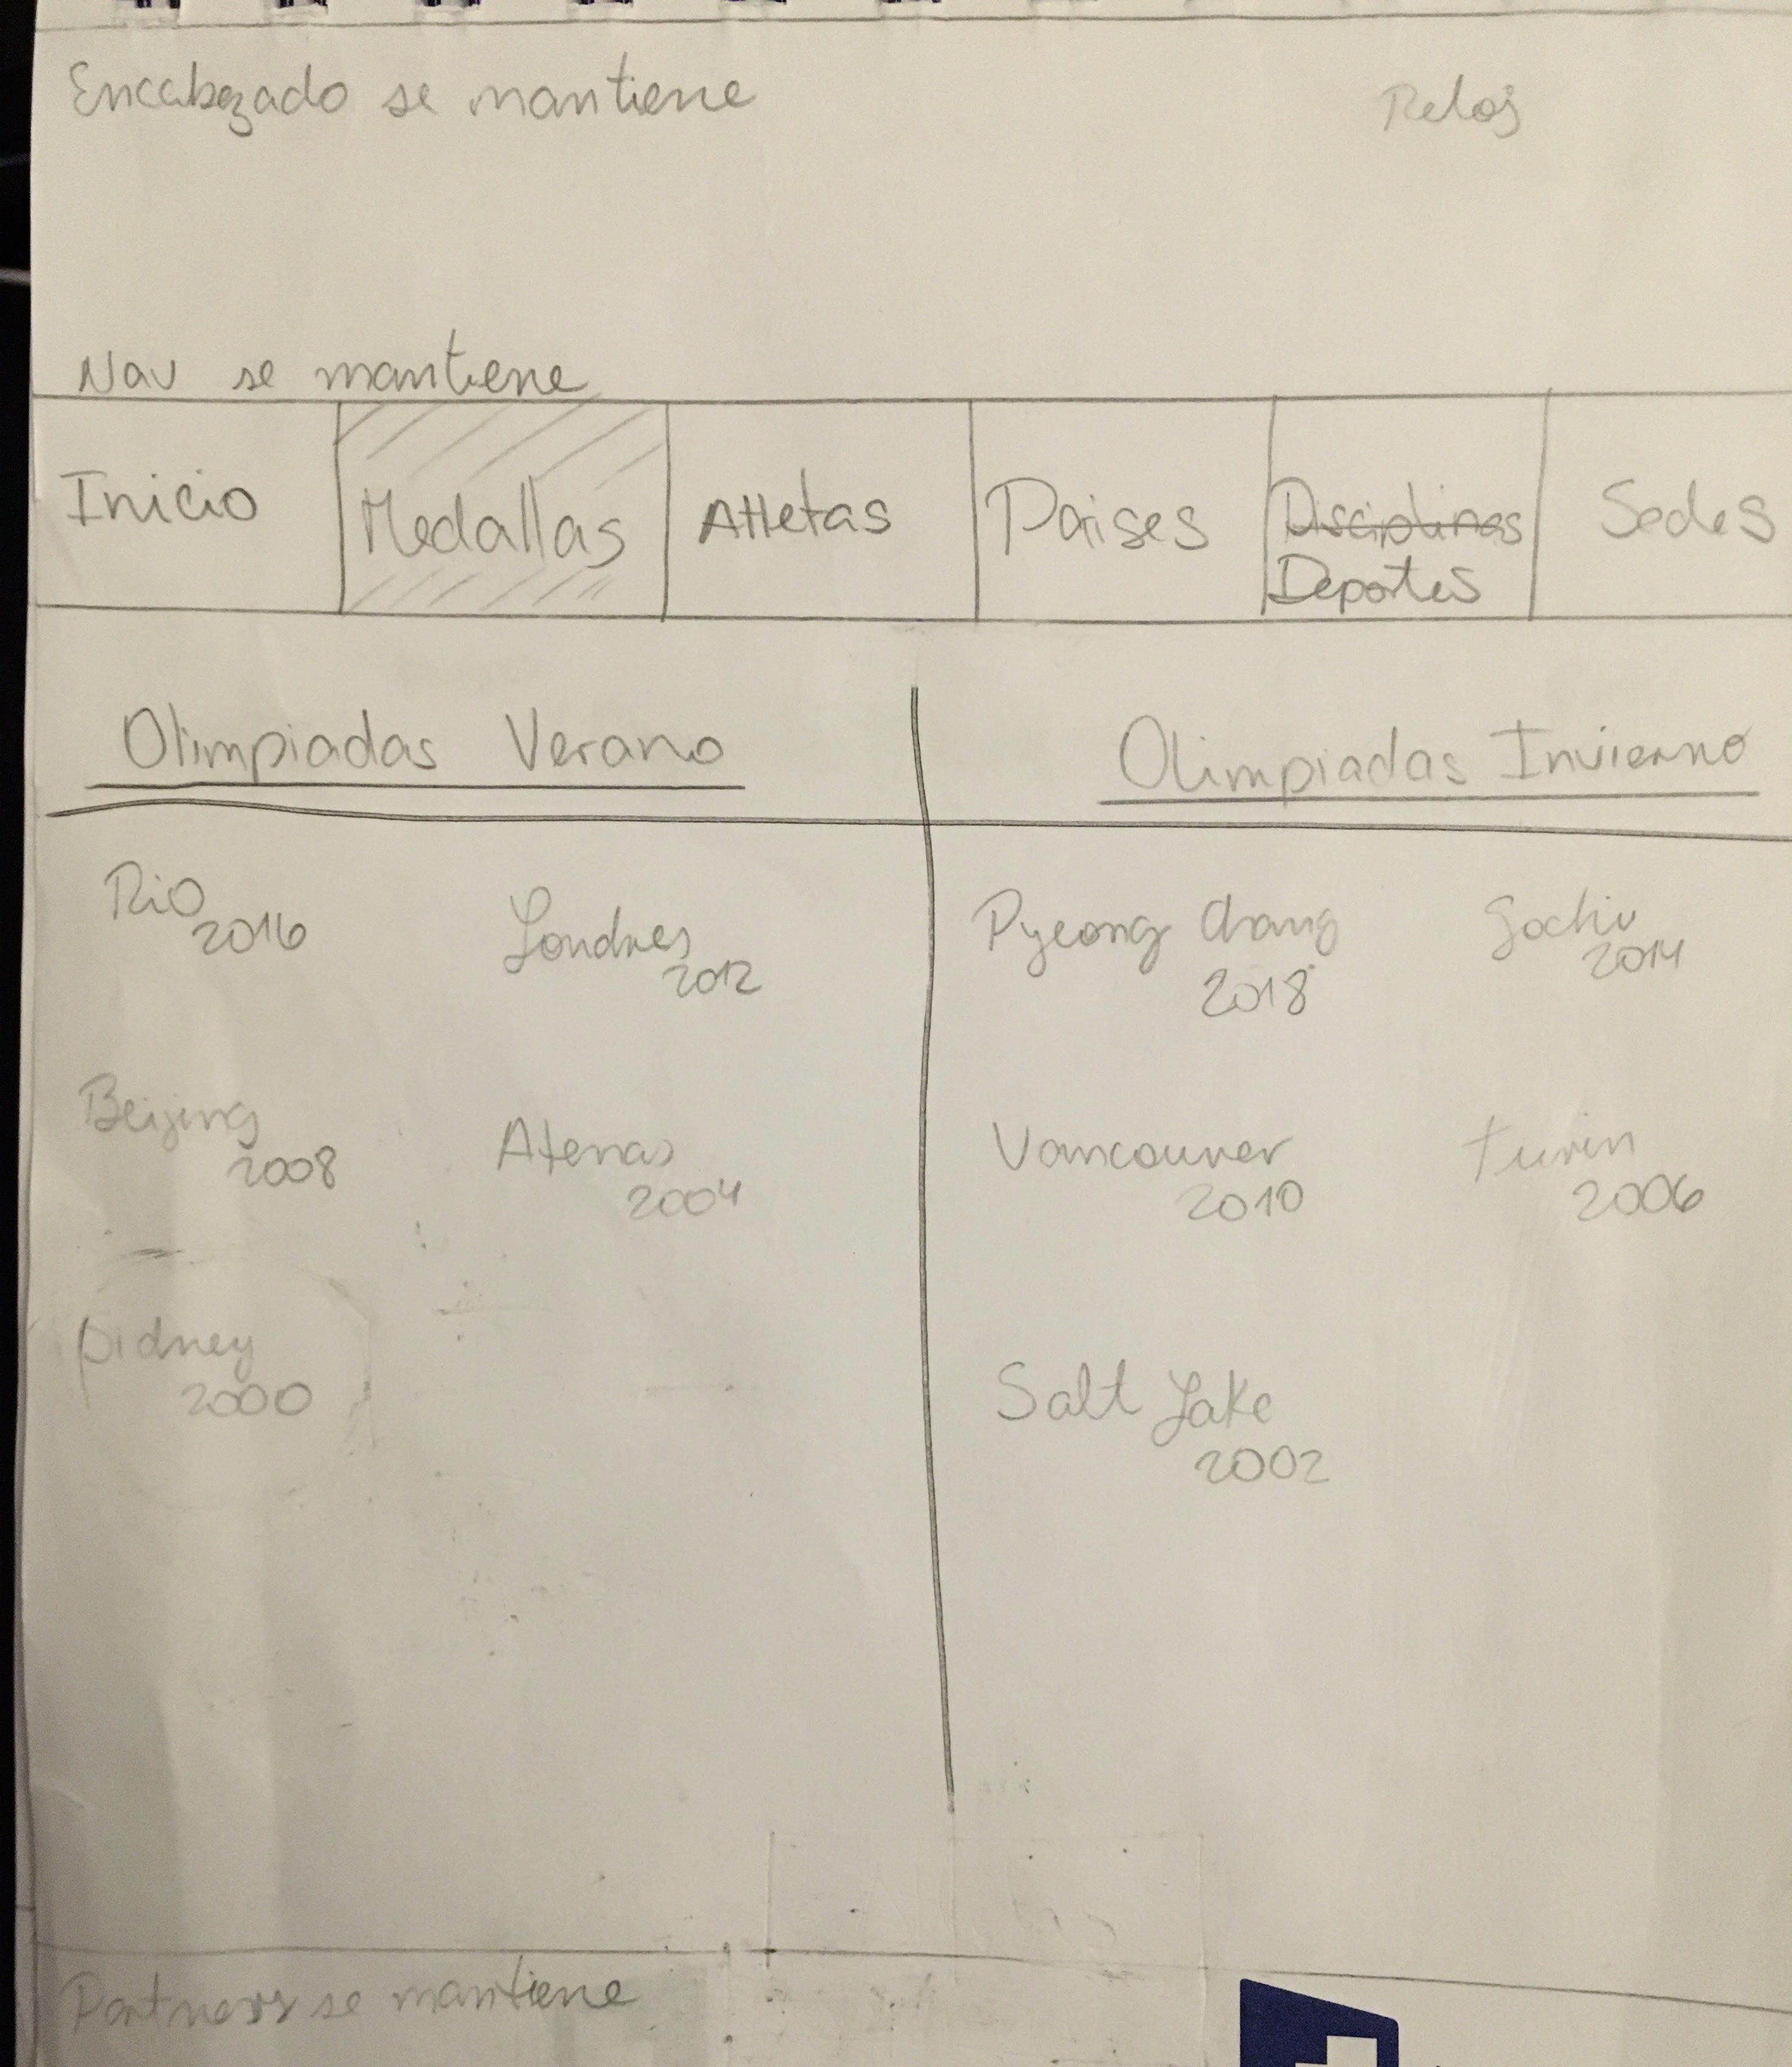 Encabezado se mantiene
Reloj
Nav se mantiene
Inicio
Medallas
Atletas
Paises
Disciplinas
Deportes
Sedes
Olimpiadas Verano
Olimpiadas Invierno
Rio
2016
Londres
2012
Pyeong Chang
2018
Sochi
2014
Beijing
2008
Atenas
2004
Vancouver
2010
Turin
2006
Sidney
2000
Salt Lake
2002
Partners se mantiene